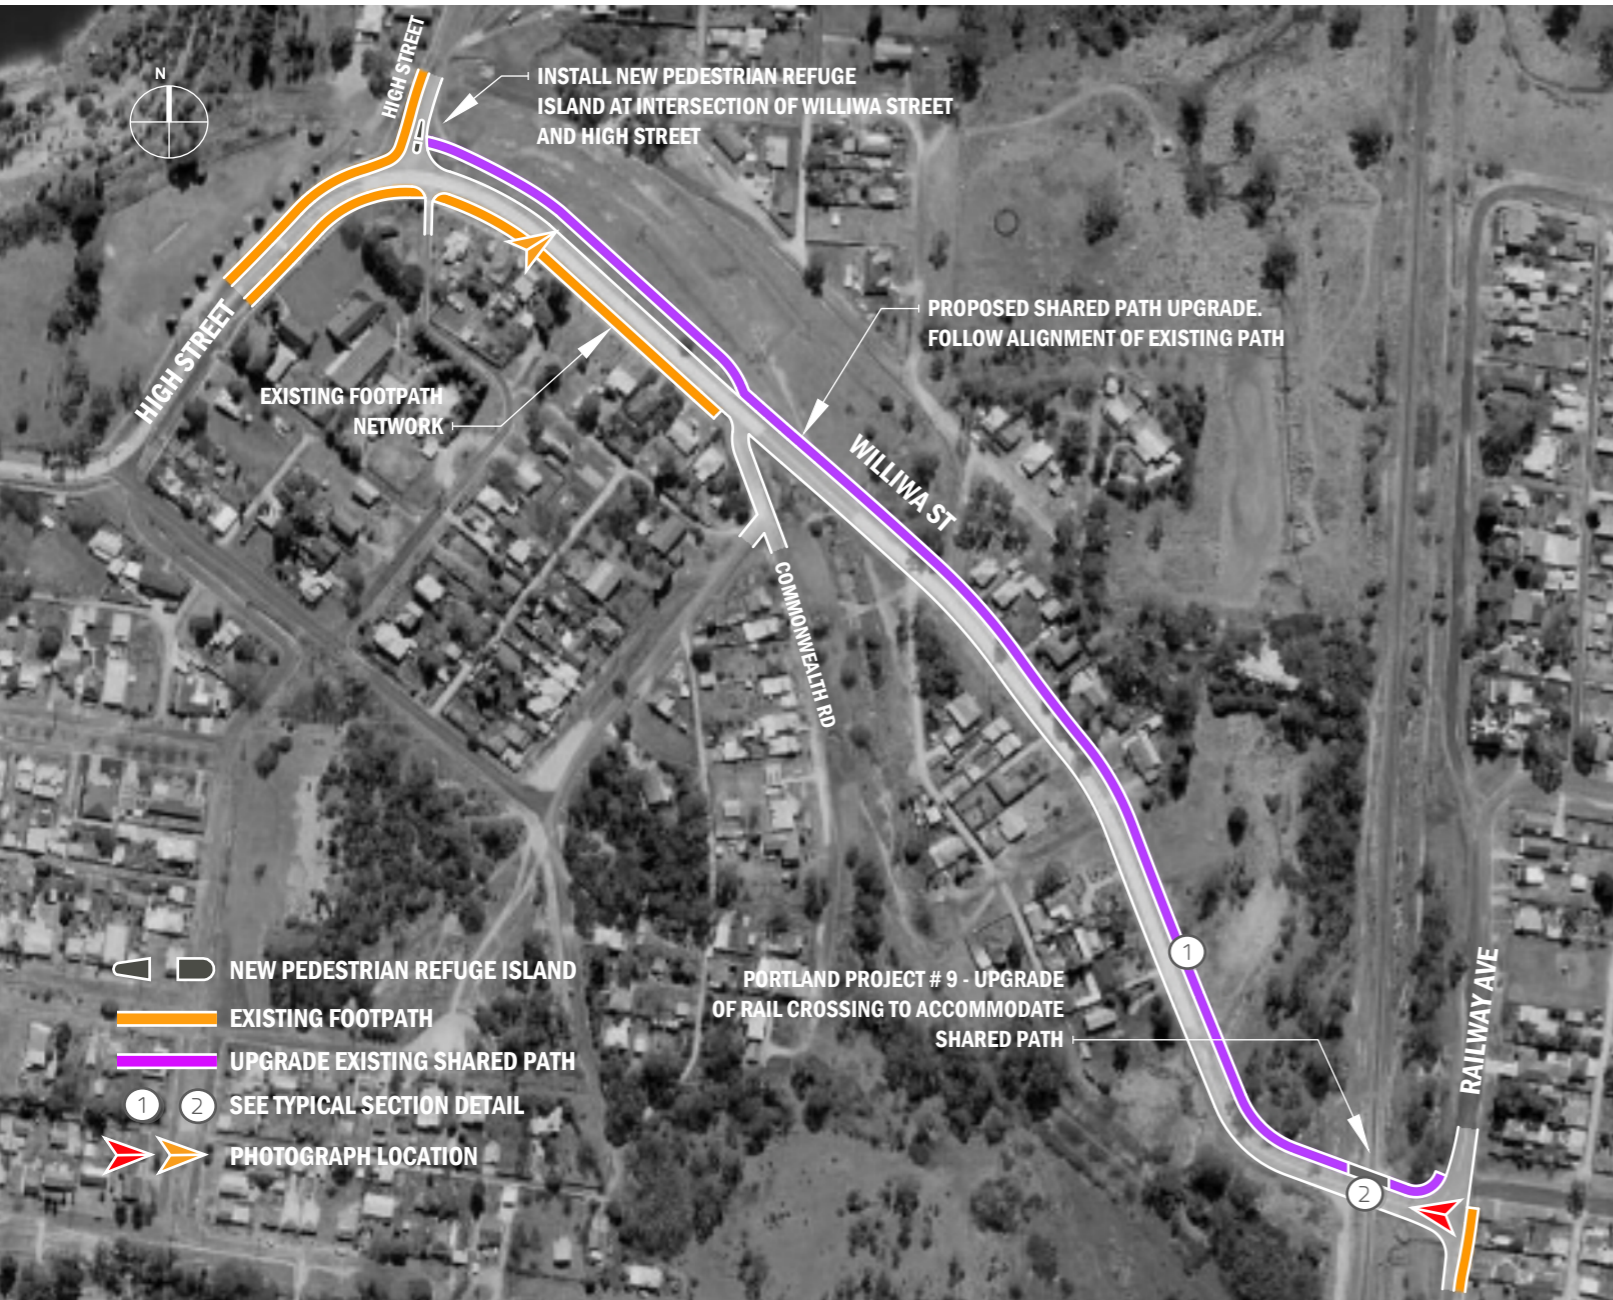 HIGH STREET
N
INSTALL NEW PEDESTRIAN REFUGE
ISLAND AT INTERSECTION OF WILLIWA STREET
AND HIGH STREET
PROPOSED SHARED PATH UPGRADE.
FOLLOW ALIGNMENT OF EXISTING PATH
HIGH STREET
EXISTING FOOTPATH
NETWORK
WILLIWA ST
COMMONWEALTH RD
1
PORTLAND PROJECT # 9 - UPGRADE
OF RAIL CROSSING TO ACCOMMODATE
SHARED PATH
RAILWAY AVE
2
NEW PEDESTRIAN REFUGE ISLAND
EXISTING FOOTPATH
UPGRADE EXISTING SHARED PATH
1 2 SEE TYPICAL SECTION DETAIL
PHOTOGRAPH LOCATION